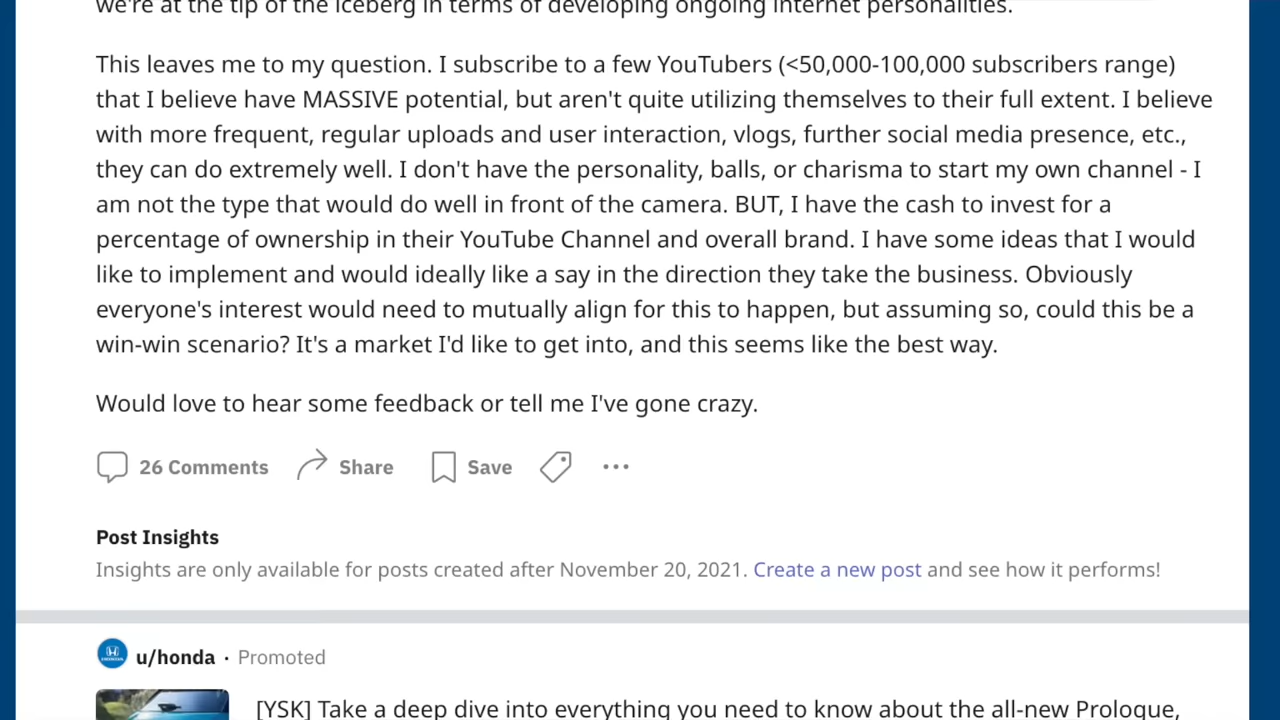 we're at the tip of the iceberg in terms of developing ongoing internet personalities.
This leaves me to my question. I subscribe to a few YouTubers (<50,000-100,000 subscribers range)
that I believe have MASSIVE potential, but aren't quite utilizing themselves to their full extent. I believe
with more frequent, regular uploads and user interaction, vlogs, further social media presence, etc.,
they can do extremely well. I don't have the personality, balls, or charisma to start my own channel - I
am not the type that would do well in front of the camera. BUT, I have the cash to invest for a
percentage of ownership in their YouTube Channel and overall brand. I have some ideas that I would
like to implement and would ideally like a say in the direction they take the business. Obviously
everyone's interest would need to mutually align for this to happen, but assuming so, could this be a
win-win scenario? It's a market I'd like to get into, and this seems like the best way.
Would love to hear some feedback or tell me I've gone crazy.
26 Comments Share Save •••
Post Insights
Insights are only available for posts created after November 20, 2021. Create a new post and see how it performs!
u/honda · Promoted
[YSK] Take a deep dive into everything you need to know about the all-new Prologue,